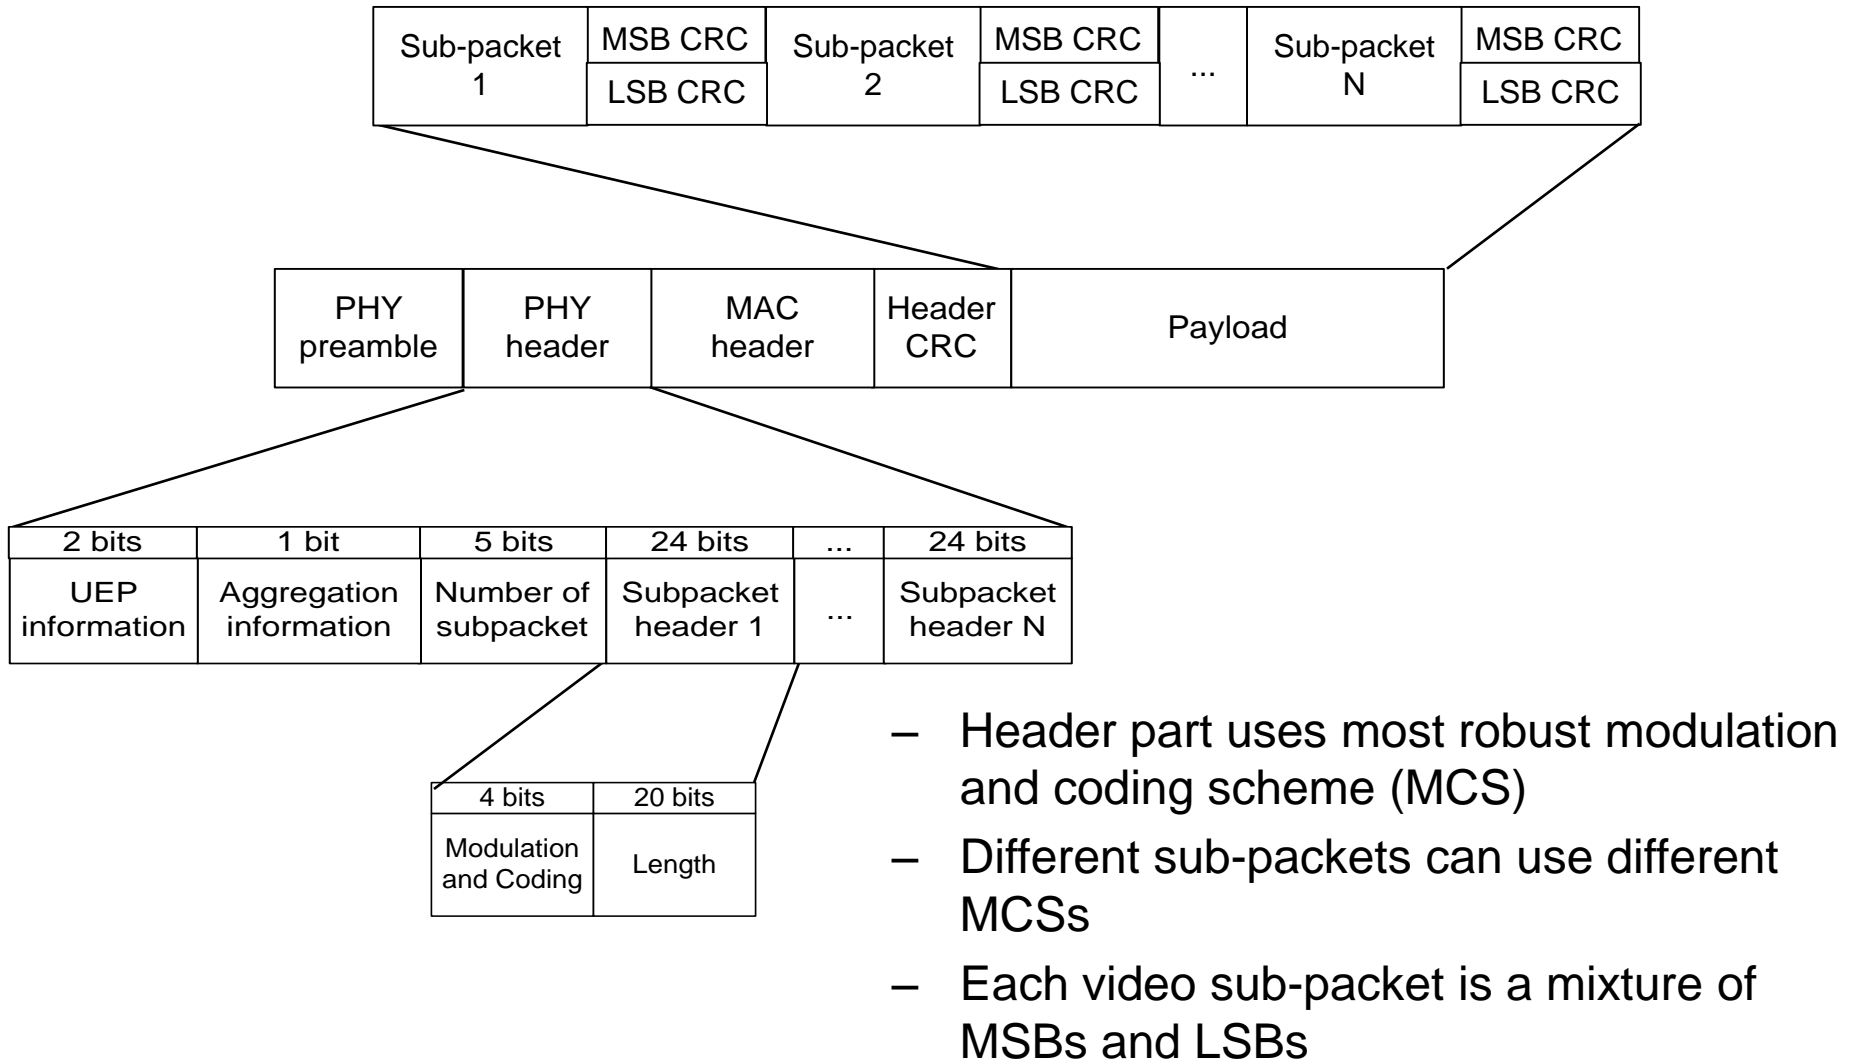 Sub-packet
1
MSB CRC
LSB CRC
Sub-packet
2
MSB CRC
LSB CRC
...
Sub-packet
N
MSB CRC
LSB CRC
PHY
preamble
PHY
header
MAC
header
Header
CRC
Payload
2 bits
1 bit
5 bits
24 bits
...
24 bits
UEP
information
Aggregation
information
Number of
subpacket
Subpacket
header 1
...
Subpacket
header N
4 bits
20 bits
Modulation
and Coding
Length
– Header part uses most robust modulation
and coding scheme (MCS)
– Different sub-packets can use different
MCSs
– Each video sub-packet is a mixture of
MSBs and LSBs